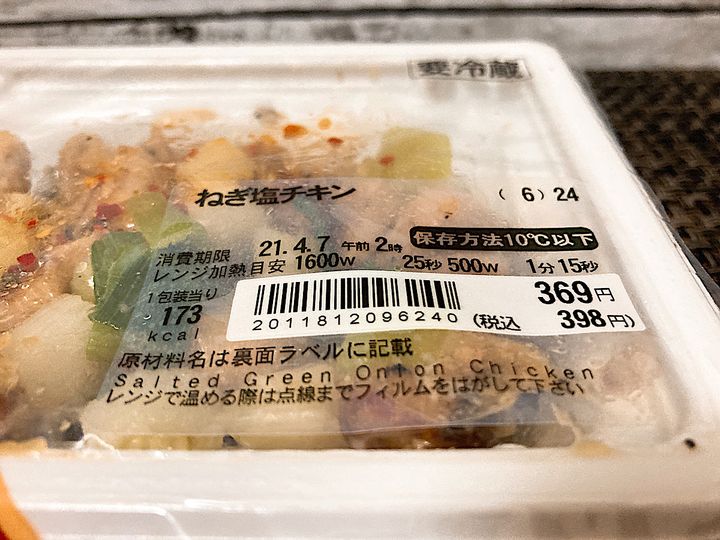 要冷蔵
ねぎ塩チキン (6)24
消費期限 21.4.7 午前2時 保存方法10℃以下
レンジ加熱目安 1600W 25秒 500W 1分15秒
1包装当り 369円
173 kcal 2011812096240 (税込 398円)
原材料名は裏面ラベルに記載
Salted Green Onion Chicken
レンジで温める際は点線までフィルムをはがして下さい